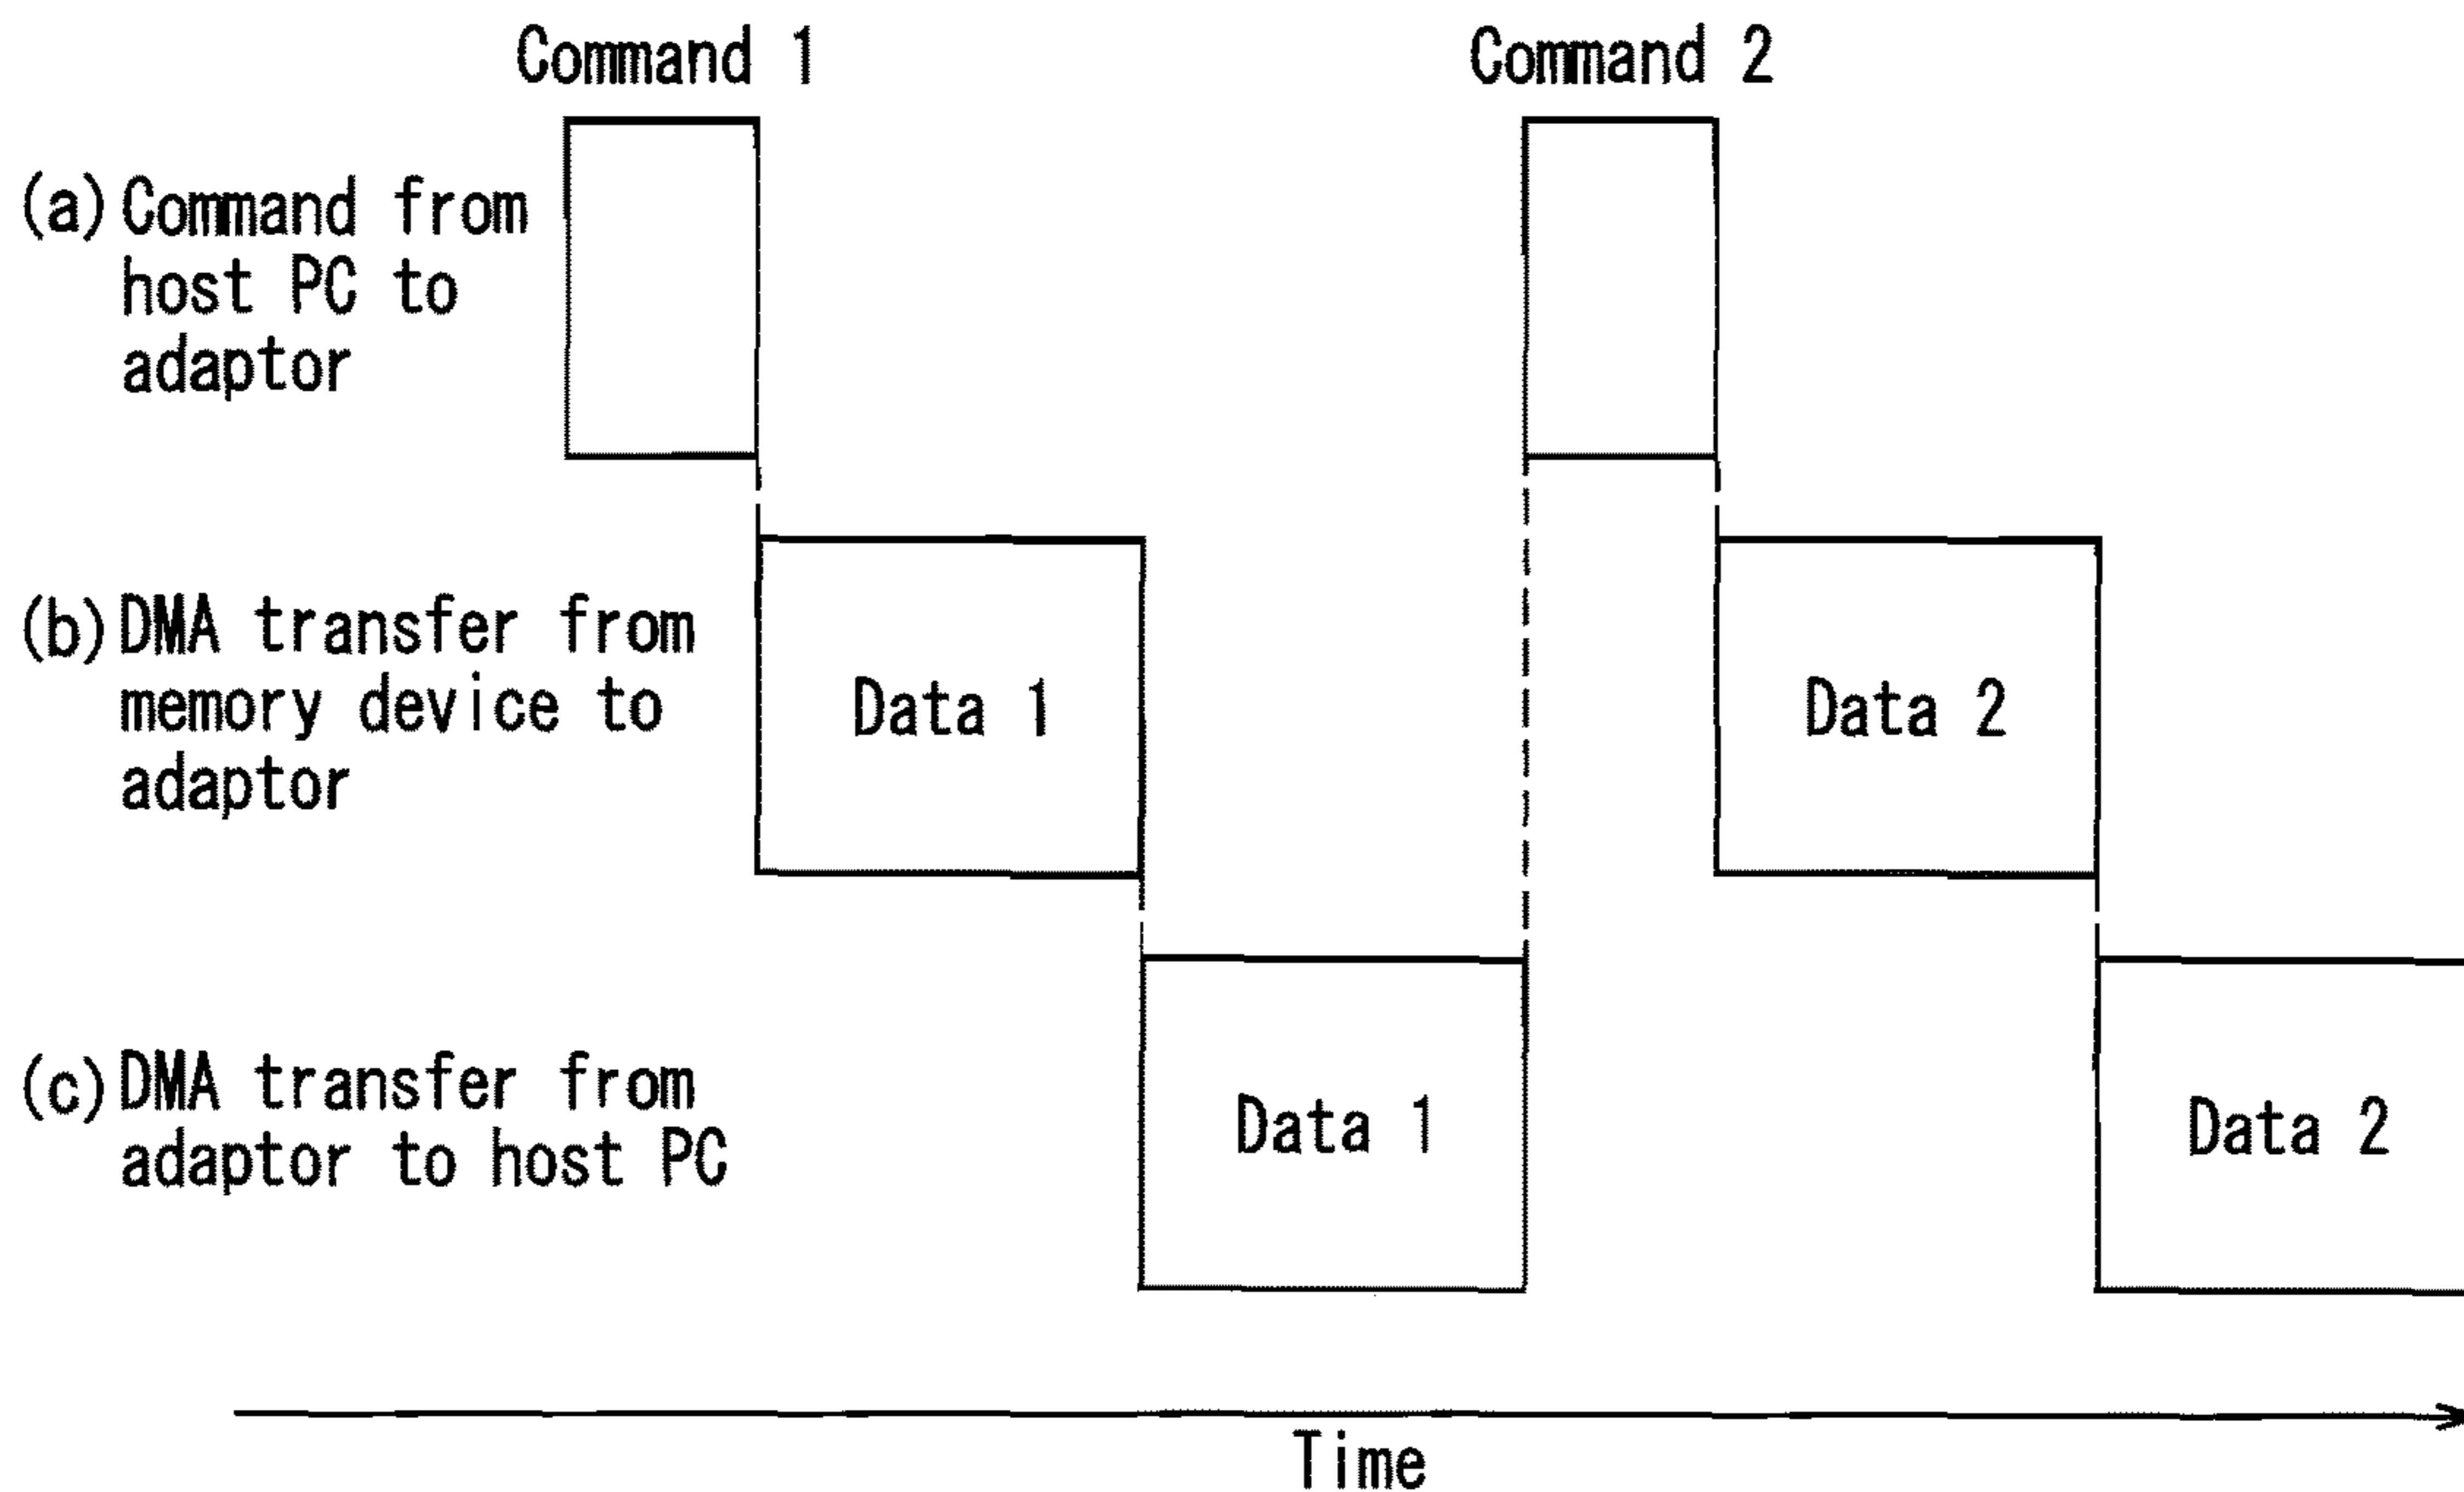 Command 1
Command 2
(a) Command from
host PC to
adaptor
(b) DMA transfer from
memory device to
adaptor
Data 1
Data 2
(c) DMA transfer from
adaptor to host PC
Data 1
Data 2
Time